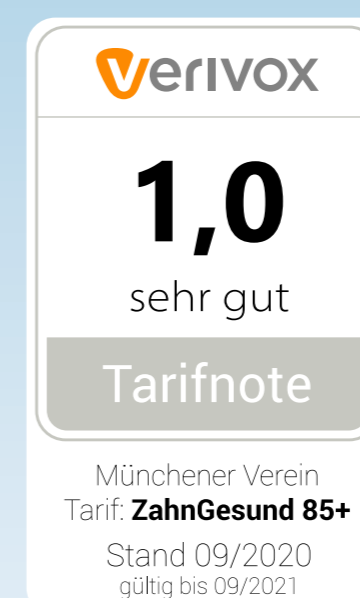 Verivox
1,0
sehr gut
Tarifnote
Münchener Verein
Tarif: ZahnGesund 85+
Stand 09/2020
gültig bis 09/2021